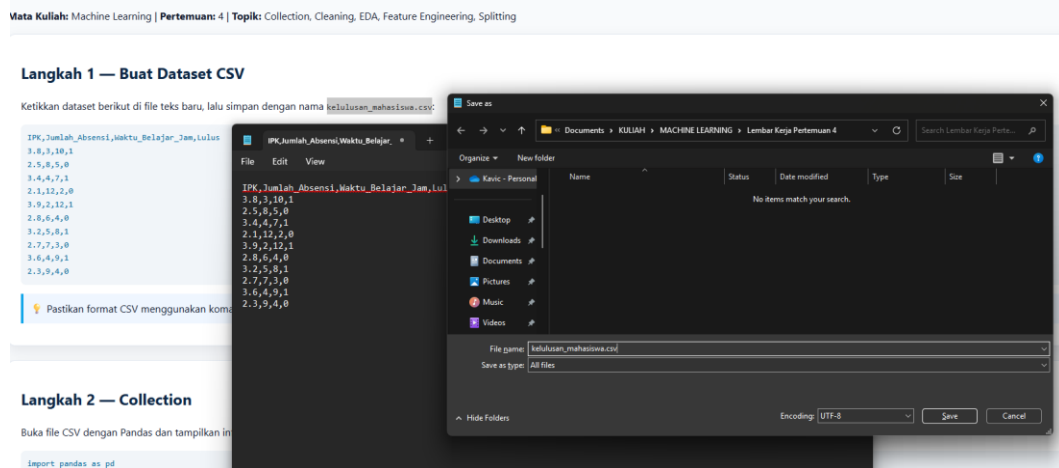 Mata Kuliah: Machine Learning | Pertemuan: 4 | Topik: Collection, Cleaning, EDA, Feature Engineering, Splitting
Langkah 1 — Buat Dataset CSV
Ketikkan dataset berikut di file teks baru, lalu simpan dengan nama kelulusan_mahasiswa.csv:
IPK,Jumlah_Absensi,Waktu_Belajar_Jam,Lulus
3.8,3,10,1
2.5,8,5,0
3.4,4,7,1
2.1,12,2,0
3.9,2,12,1
2.8,6,4,0
3.2,5,8,1
2.7,7,3,0
3.6,4,9,1
2.3,9,4,0
Pastikan format CSV menggunakan koma
Langkah 2 — Collection
Buka file CSV dengan Pandas dan tampilkan in
import pandas as pd
IPK,Jumlah_Absensi,Waktu_Belajar_
File Edit View
IPK,Jumlah_Absensi,Waktu_Belajar_Jam,Lul
3.8,3,10,1
2.5,8,5,0
3.4,4,7,1
2.1,12,2,0
3.9,2,12,1
2.8,6,4,0
3.2,5,8,1
2.7,7,3,0
3.6,4,9,1
2.3,9,4,0
Save as
« Documents › KULIAH › MACHINE LEARNING › Lembar Kerja Pertemuan 4
Search Lembar Kerja Perte...
Organize New folder
Kavic - Personal
Name Status Date modified Type Size
No items match your search.
Desktop
Downloads
Documents
Pictures
Music
Videos
File name: kelulusan_mahasiswa.csv
Save as type: All files
Hide Folders
Encoding: UTF-8
Save
Cancel